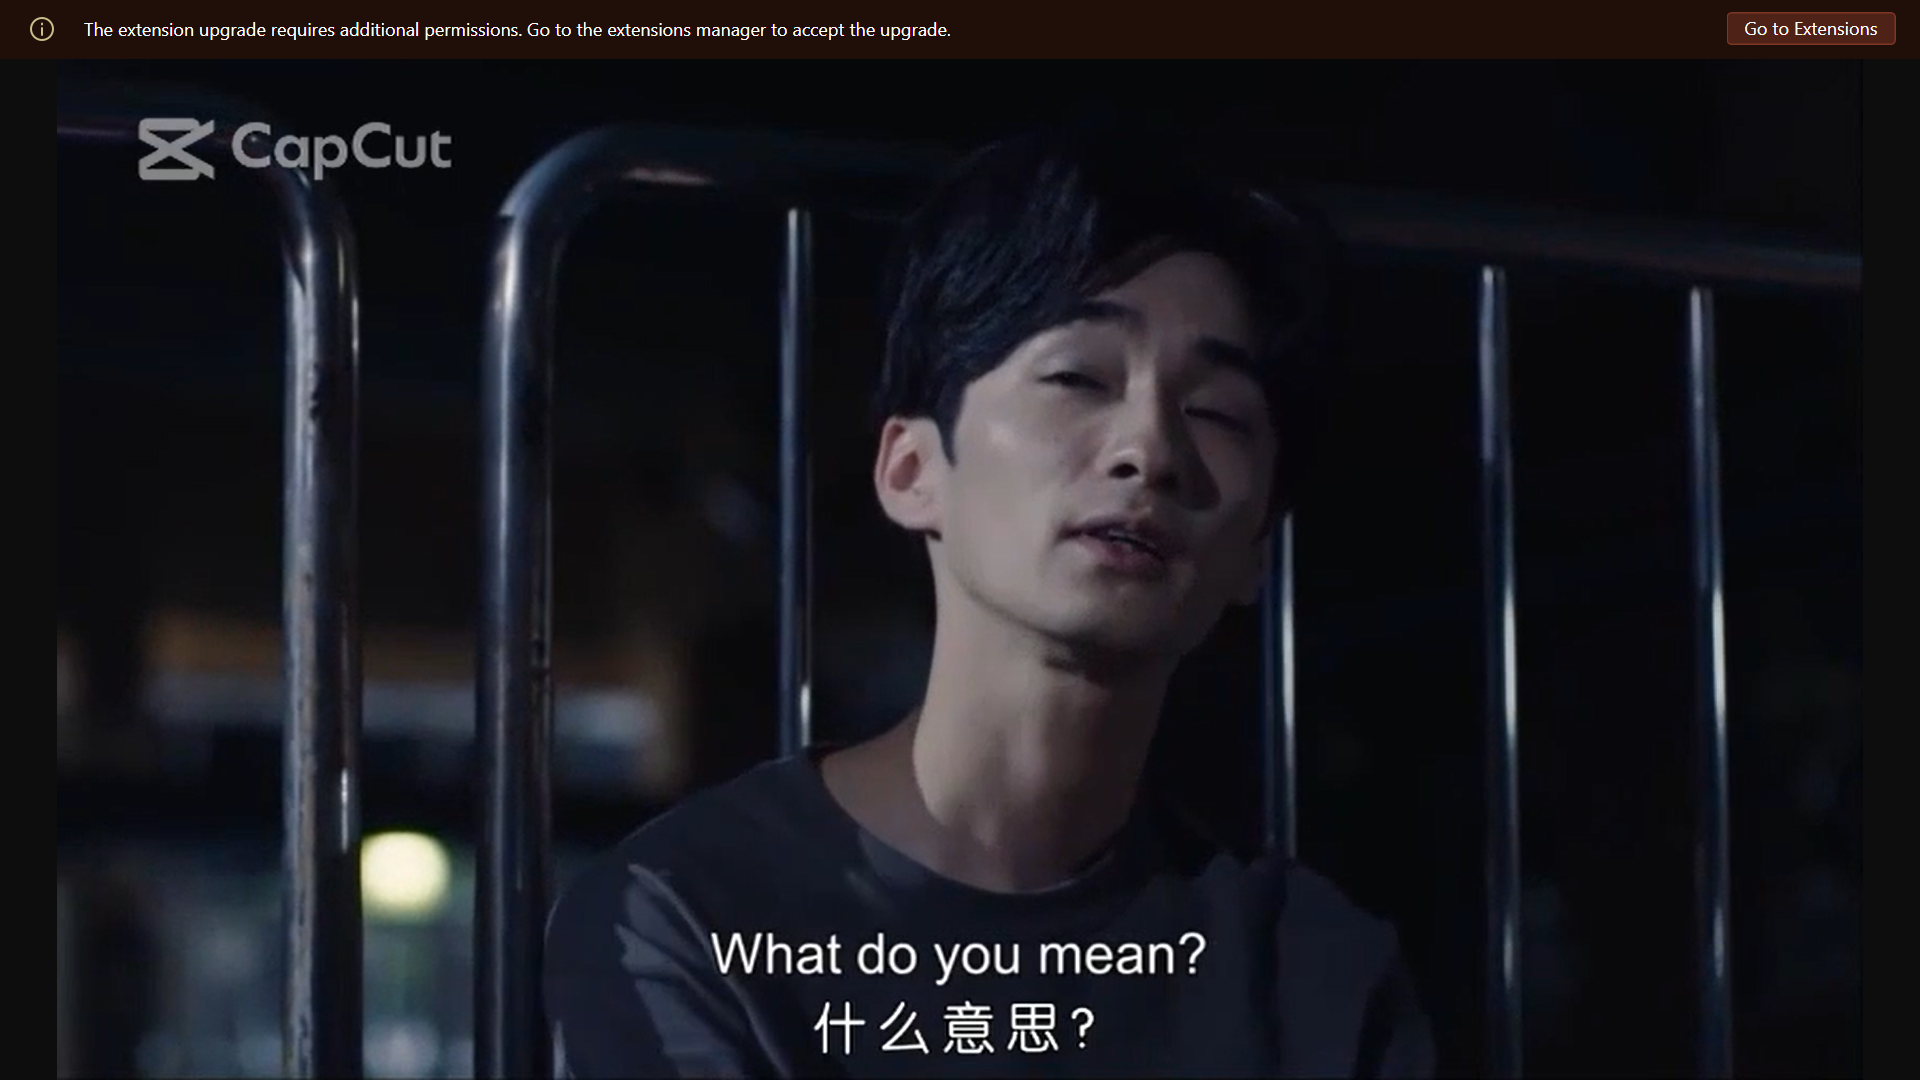 The extension upgrade requires additional permissions. Go to the extensions manager to accept the upgrade.
Go to Extensions
CapCut
What do you mean?
什么意思?